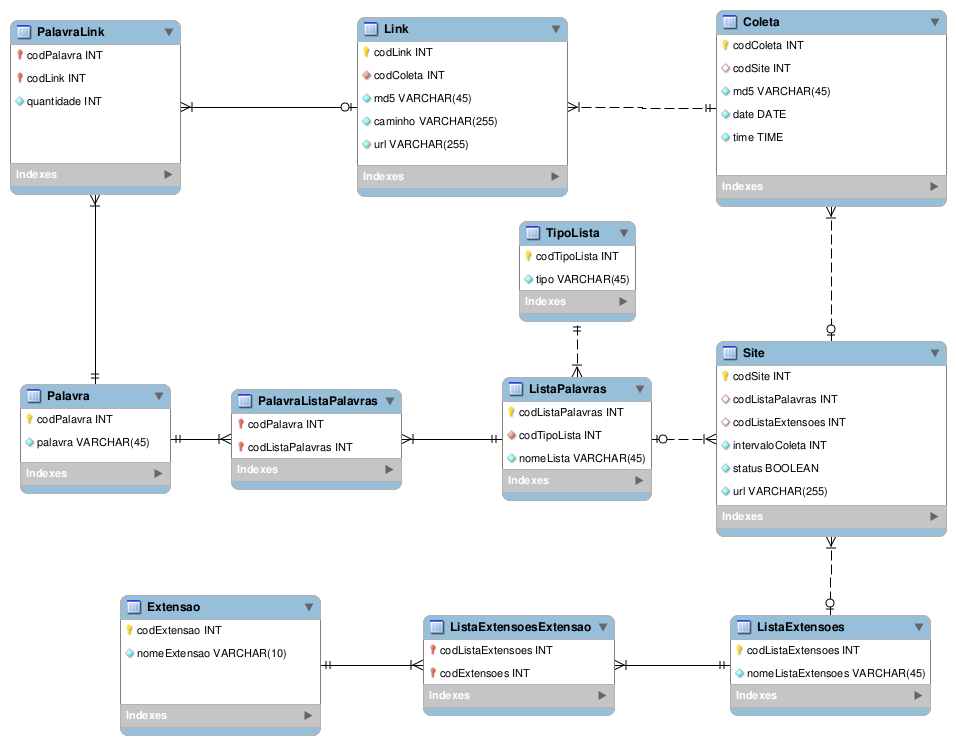 PalavraLink
codPalavra INT
codLink INT
quantidade INT
Indexes
Link
codLink INT
codColeta INT
md5 VARCHAR(45)
caminho VARCHAR(255)
url VARCHAR(255)
Indexes
Coleta
codColeta INT
codSite INT
md5 VARCHAR(45)
date DATE
time TIME
Indexes
TipoLista
codTipoLista INT
tipo VARCHAR(45)
Indexes
Palavra
codPalavra INT
palavra VARCHAR(45)
Indexes
PalavraListaPalavras
codPalavra INT
codListaPalavras INT
Indexes
ListaPalavras
codListaPalavras INT
codTipoLista INT
nomeLista VARCHAR(45)
Indexes
Site
codSite INT
codListaPalavras INT
codListaExtensoes INT
intervaloColeta INT
status BOOLEAN
url VARCHAR(255)
Indexes
Extensao
codExtensao INT
nomeExtensao VARCHAR(10)
Indexes
ListaExtensoesExtensao
codListaExtensoes INT
codExtensoes INT
Indexes
ListaExtensoes
codListaExtensoes INT
nomeListaExtensoes VARCHAR(45)
Indexes